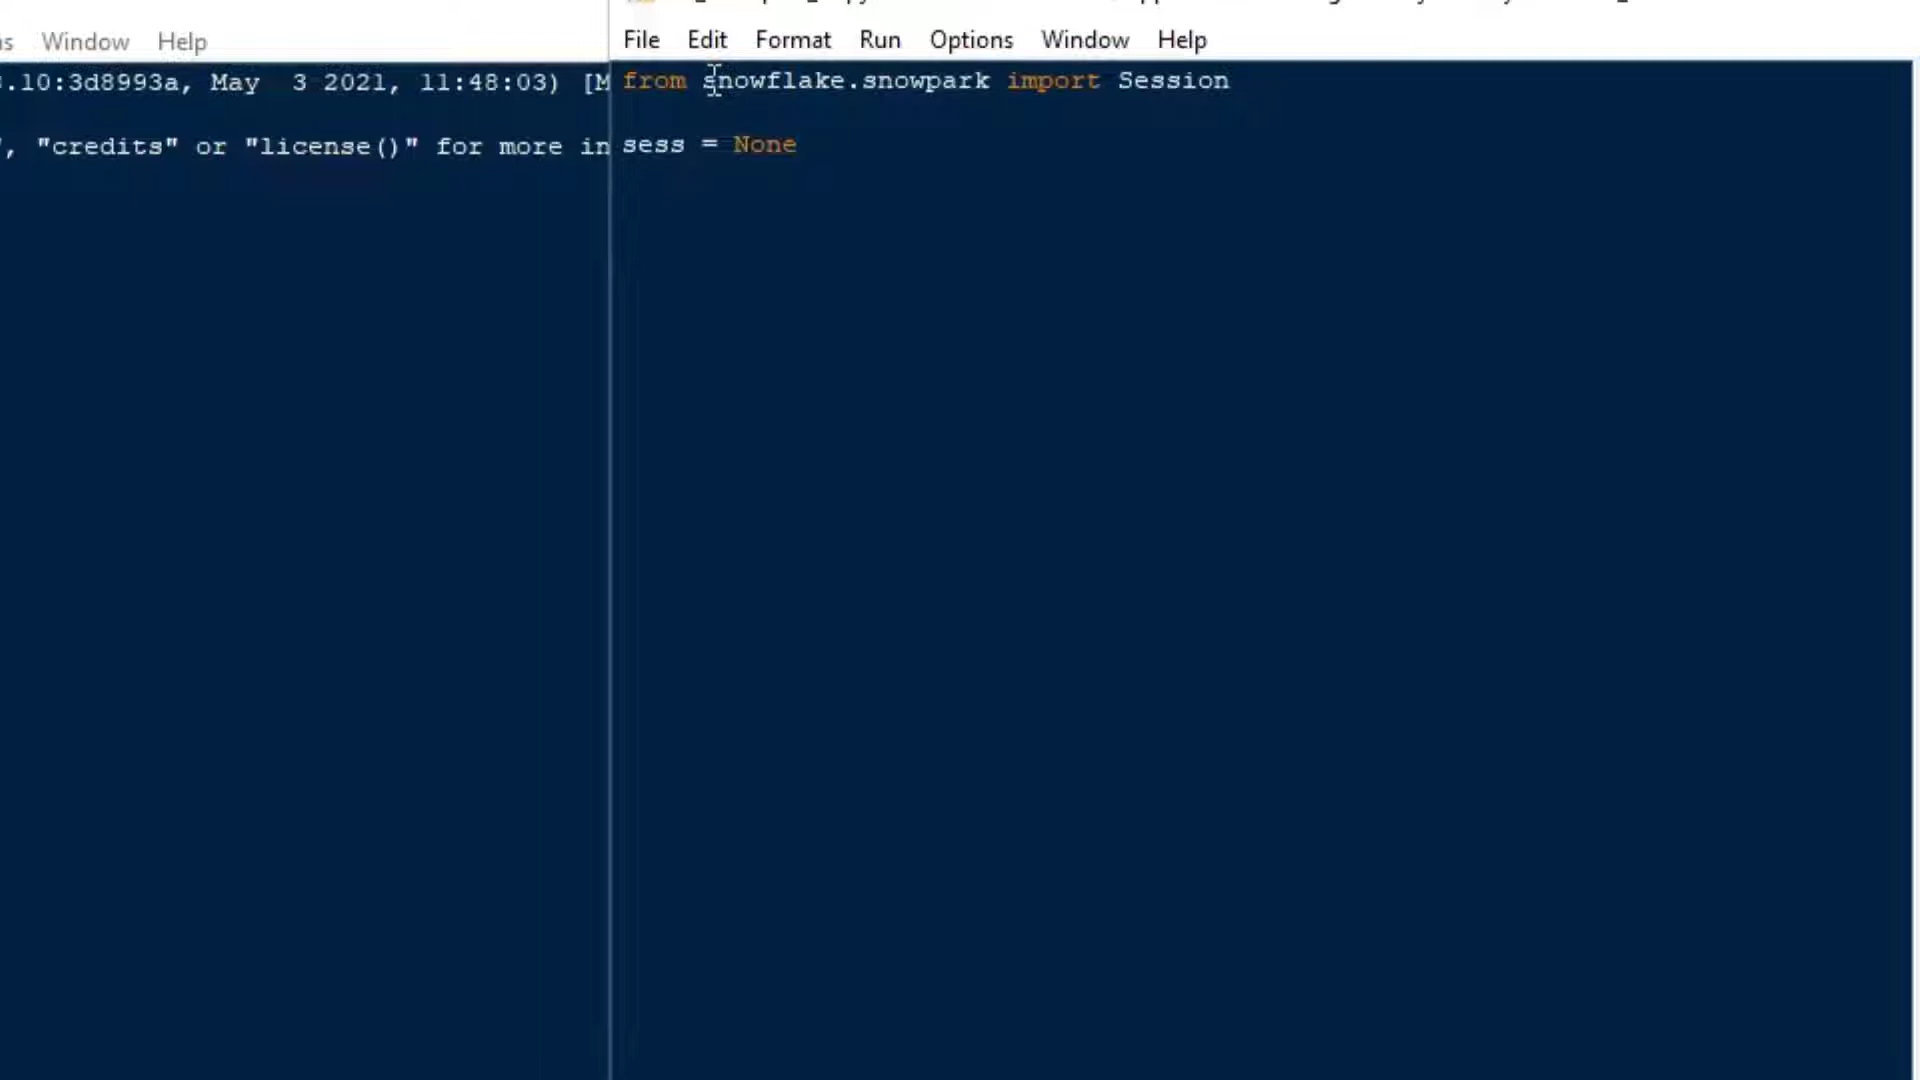 Window Help
.10:3d8993a, May 3 2021, 11:48:03) [M
, "credits" or "license()" for more in
File Edit Format Run Options Window Help
from snowflake.snowpark import Session
sess = None